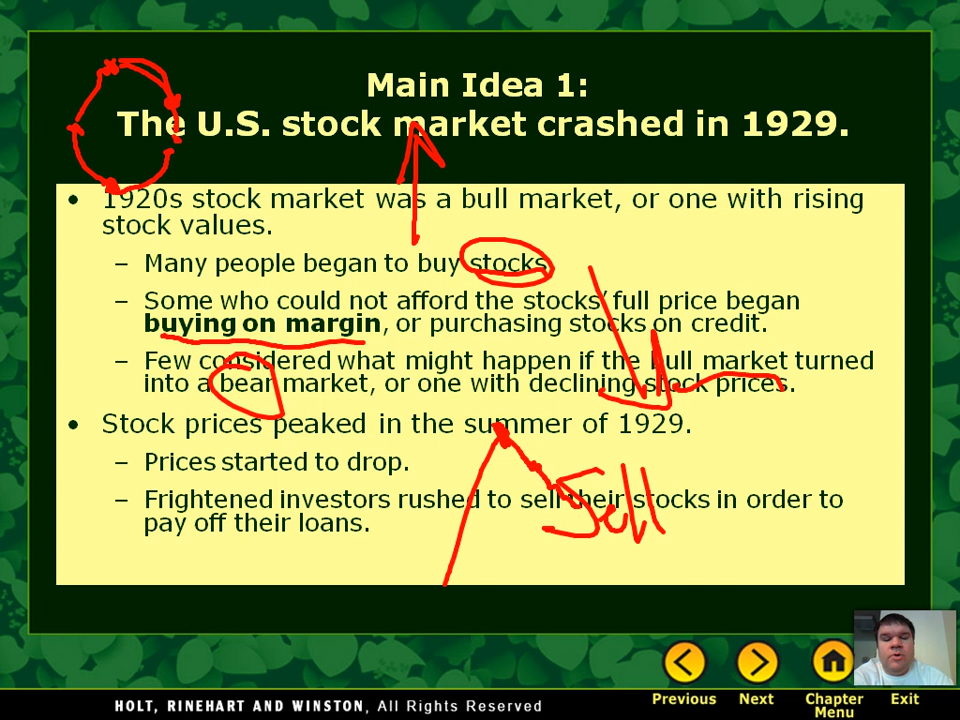 Main Idea 1:
The U.S. stock market crashed in 1929.
• 1920s stock market was a bull market, or one with rising
stock values.
– Many people began to buy stocks.
– Some who could not afford the stocks’ full price began
buying on margin, or purchasing stocks on credit.
– Few considered what might happen if the bull market turned
into a bear market, or one with declining stock prices.
• Stock prices peaked in the summer of 1929.
– Prices started to drop.
– Frightened investors rushed to sell their stocks in order to
pay off their loans.
Sell
Previous Next Chapter Menu Exit
HOLT, RINEHART AND WINSTON, All Rights Reserved